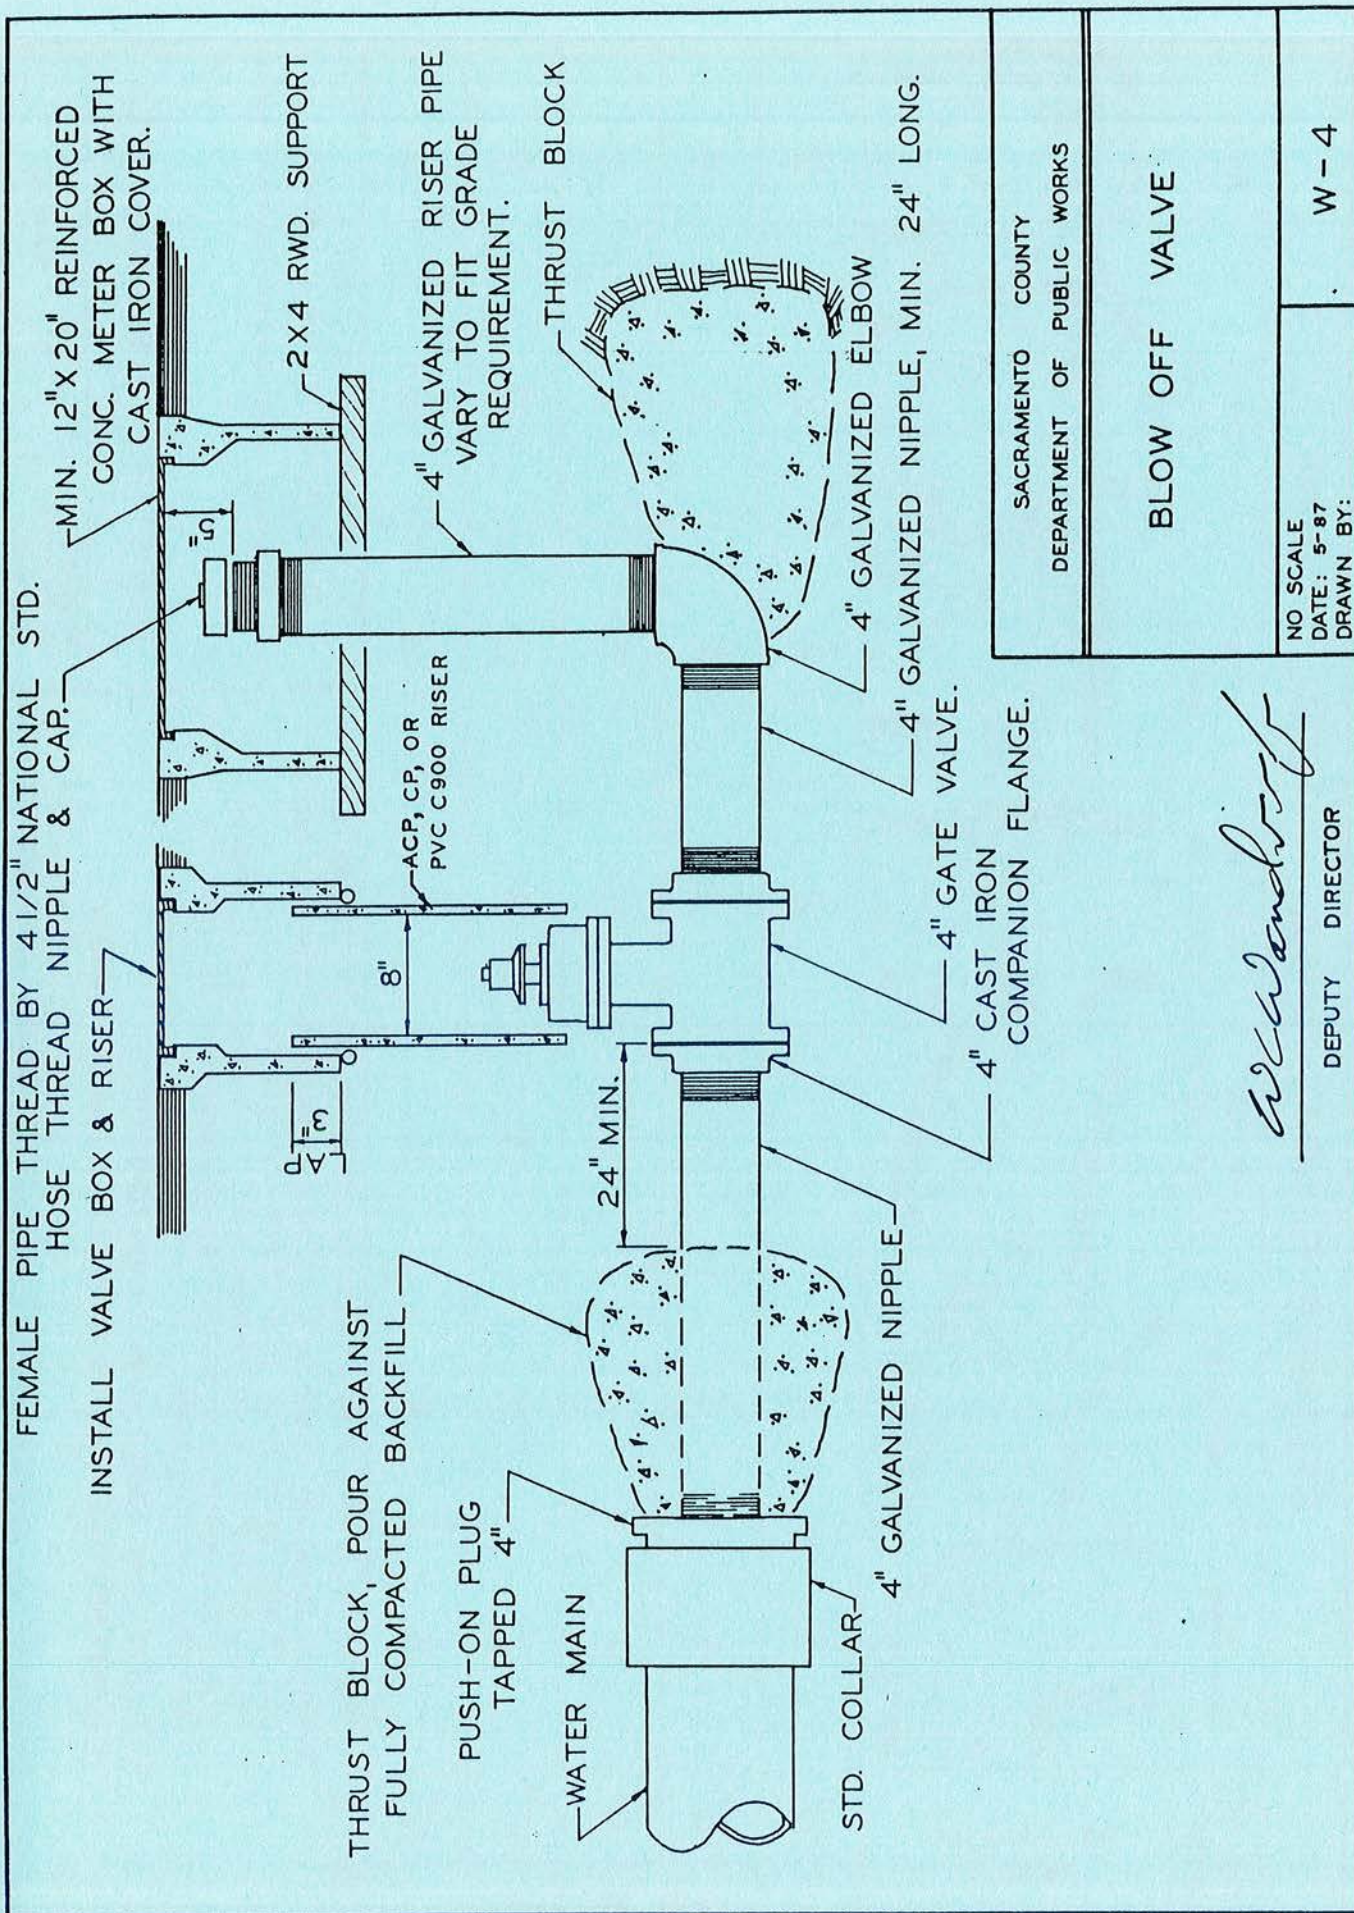 FEMALE PIPE THREAD BY 4 1/2" NATIONAL STD.
HOSE THREAD NIPPLE & CAP.
INSTALL VALVE BOX & RISER
MIN. 12" X 20" REINFORCED
CONC. METER BOX WITH
CAST IRON COVER.
2X4 RWD. SUPPORT
5"
4" GALVANIZED RISER PIPE
VARY TO FIT GRADE
REQUIREMENT.
THRUST BLOCK
ACP, CP, OR
PVC C900 RISER
8"
3"
LAP
24" MIN.
THRUST BLOCK, POUR AGAINST
FULLY COMPACTED BACKFILL
PUSH-ON PLUG
TAPPED 4"
WATER MAIN
STD. COLLAR
4" GALVANIZED NIPPLE
4" CAST IRON
COMPANION FLANGE.
4" GATE VALVE.
4" GALVANIZED NIPPLE, MIN. 24" LONG.
4" GALVANIZED ELBOW
DEPUTY DIRECTOR
SACRAMENTO COUNTY
DEPARTMENT OF PUBLIC WORKS
BLOW OFF VALVE
NO SCALE
DATE: 5-87
DRAWN BY:
W-4